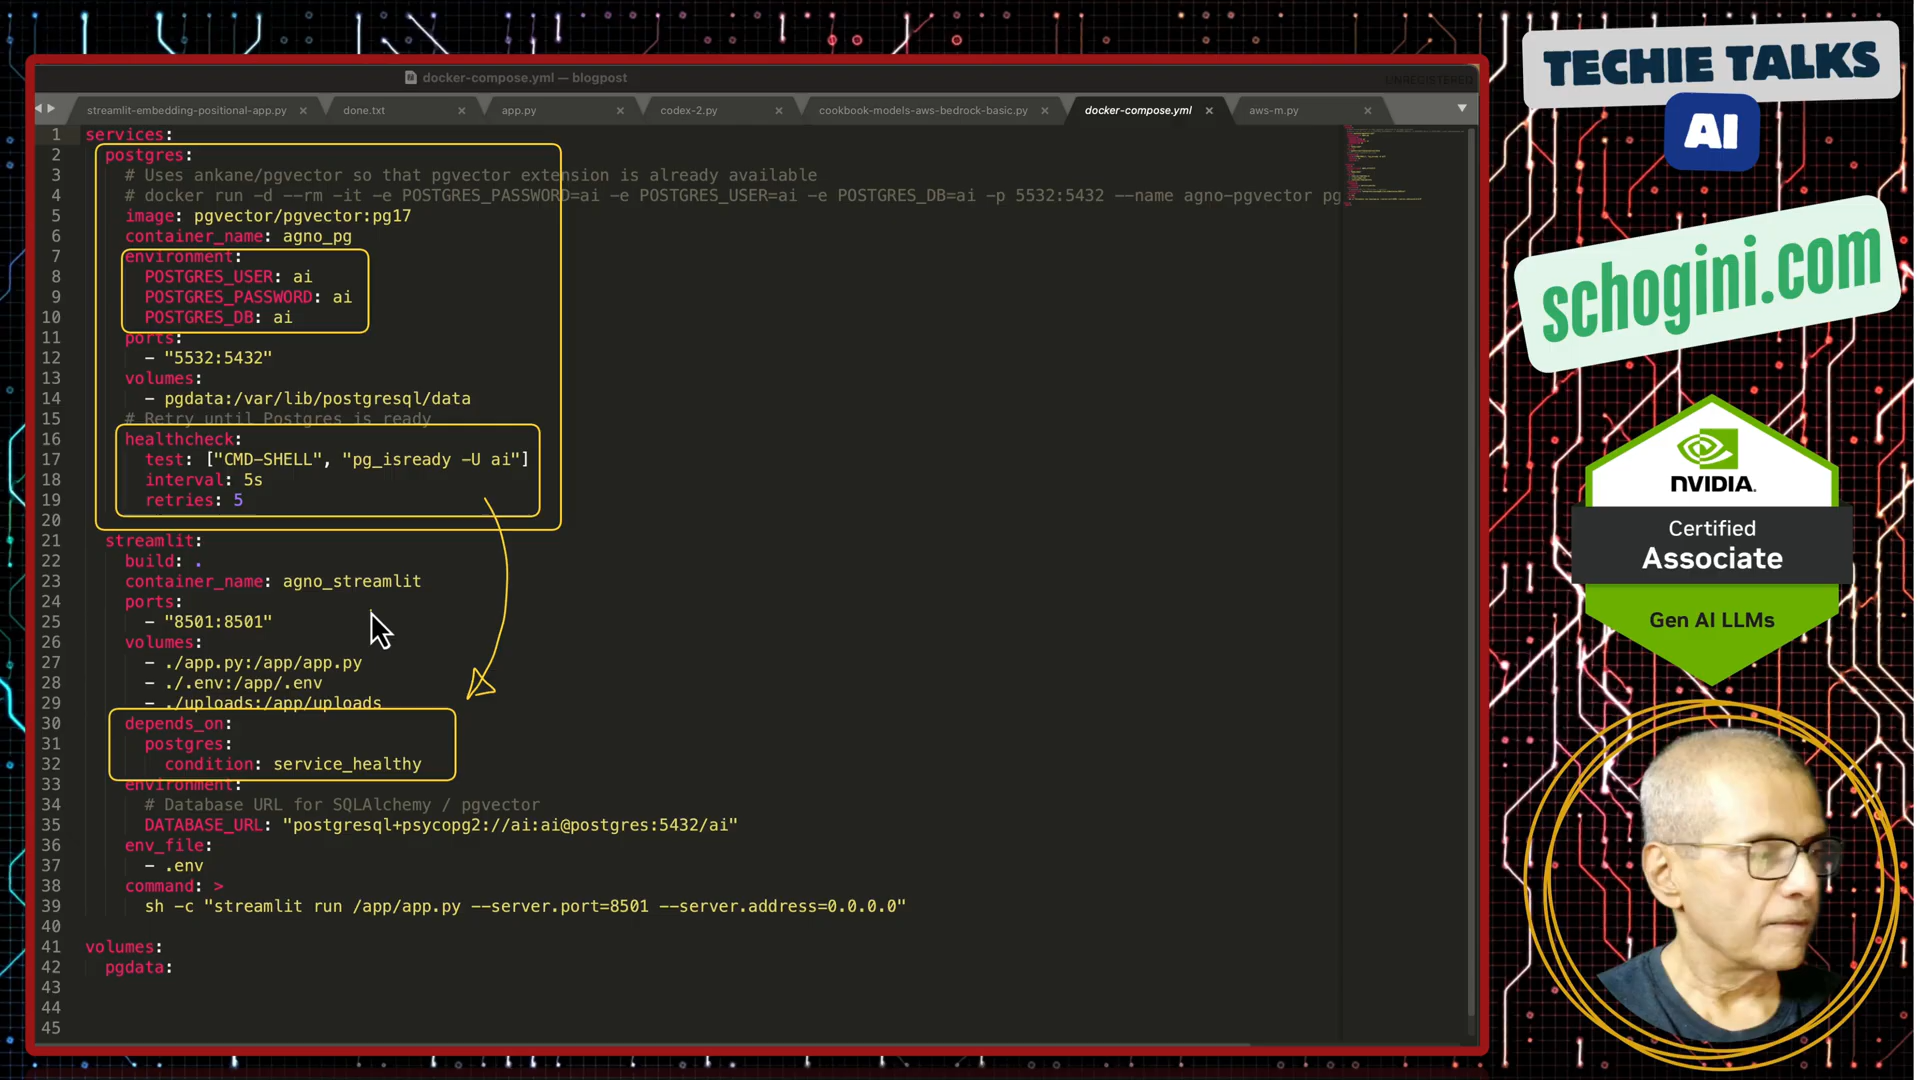 docker-compose.yml — blogpost
UNREGISTERED
streamlit-embedding-positional-app.py
done.txt
app.py
codex-2.py
cookbook-models-aws-bedrock-basic.py
docker-compose.yml
aws-m.py
1 services:
2 postgres:
3 # Uses ankane/pgvector so that pgvector extension is already available
4 # docker run -d --rm -it -e POSTGRES_PASSWORD=ai -e POSTGRES_USER=ai -e POSTGRES_DB=ai -p 5532:5432 --name agno-pgvector pg
5 image: pgvector/pgvector:pg17
6 container_name: agno_pg
7 environment:
8 POSTGRES_USER: ai
9 POSTGRES_PASSWORD: ai
10 POSTGRES_DB: ai
11 ports:
12 - "5532:5432"
13 volumes:
14 - pgdata:/var/lib/postgresql/data
15 # Retry until Postgres is ready
16 healthcheck:
17 test: ["CMD-SHELL", "pg_isready -U ai"]
18 interval: 5s
19 retries: 5
20
21 streamlit:
22 build: .
23 container_name: agno_streamlit
24 ports:
25 - "8501:8501"
26 volumes:
27 - ./app.py:/app/app.py
28 - ./.env:/app/.env
29 - ./uploads:/app/uploads
30 depends_on:
31 postgres:
32 condition: service_healthy
33 environment:
34 # Database URL for SQLAlchemy / pgvector
35 DATABASE_URL: "postgresql+psycopg2://ai:ai@postgres:5432/ai"
36 env_file:
37 - .env
38 command: >
39 sh -c "streamlit run /app/app.py --server.port=8501 --server.address=0.0.0.0"
40
41 volumes:
42 pgdata:
43
44
45
TECHIE TALKS
AI
schogini.com
NVIDIA.
Certified
Associate
Gen AI LLMs